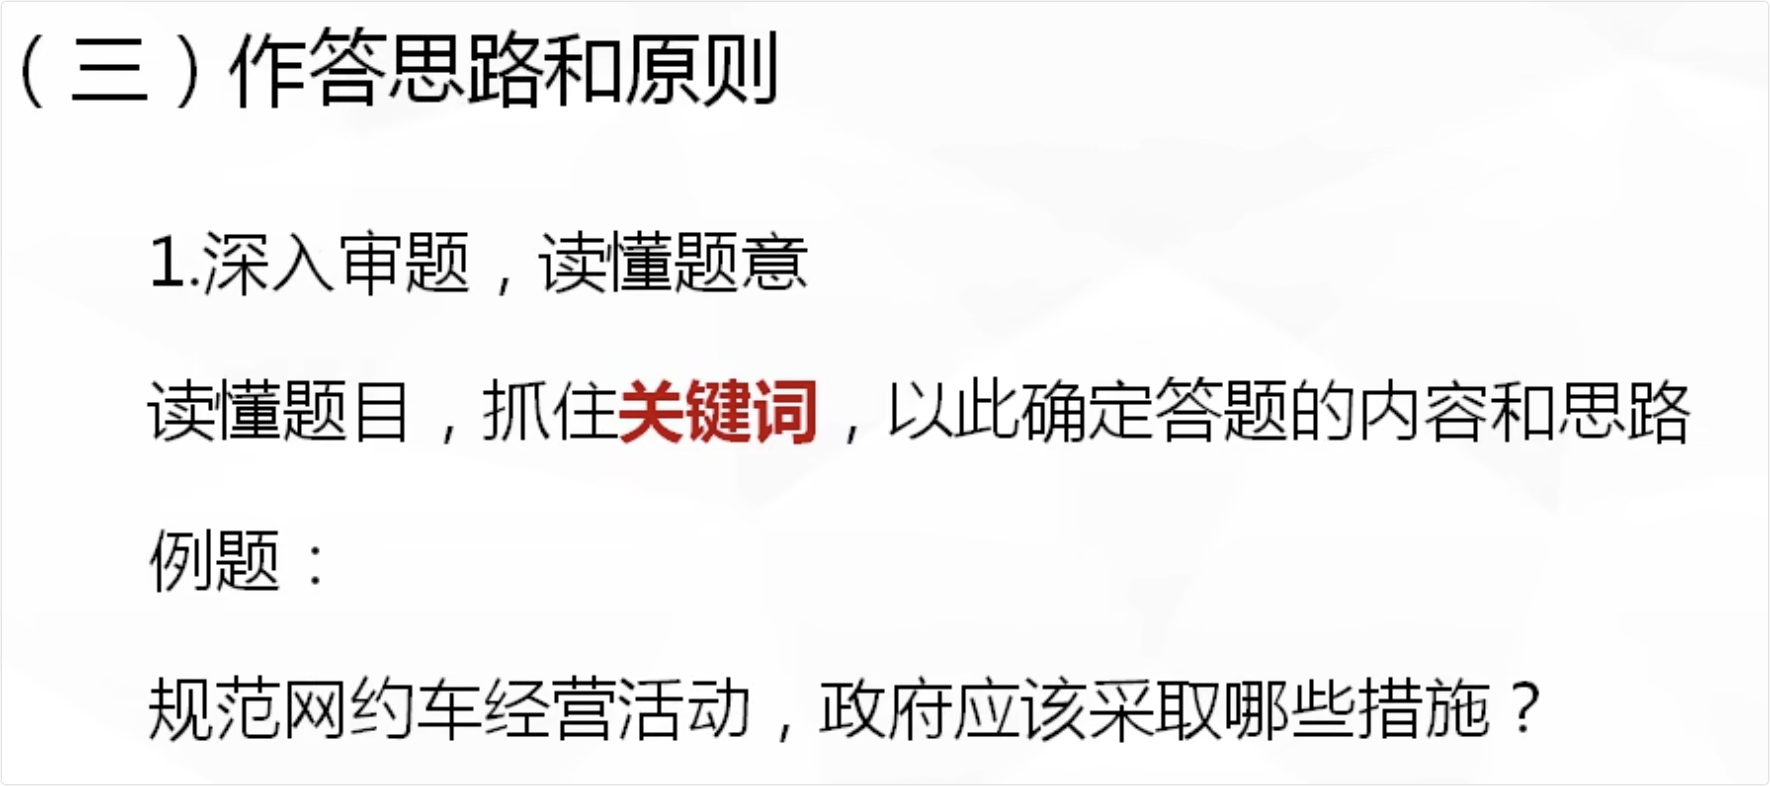 （三）作答思路和原则
1.深入审题，读懂题意
读懂题目，抓住关键词，以此确定答题的内容和思路
例题：
规范网约车经营活动，政府应该采取哪些措施？